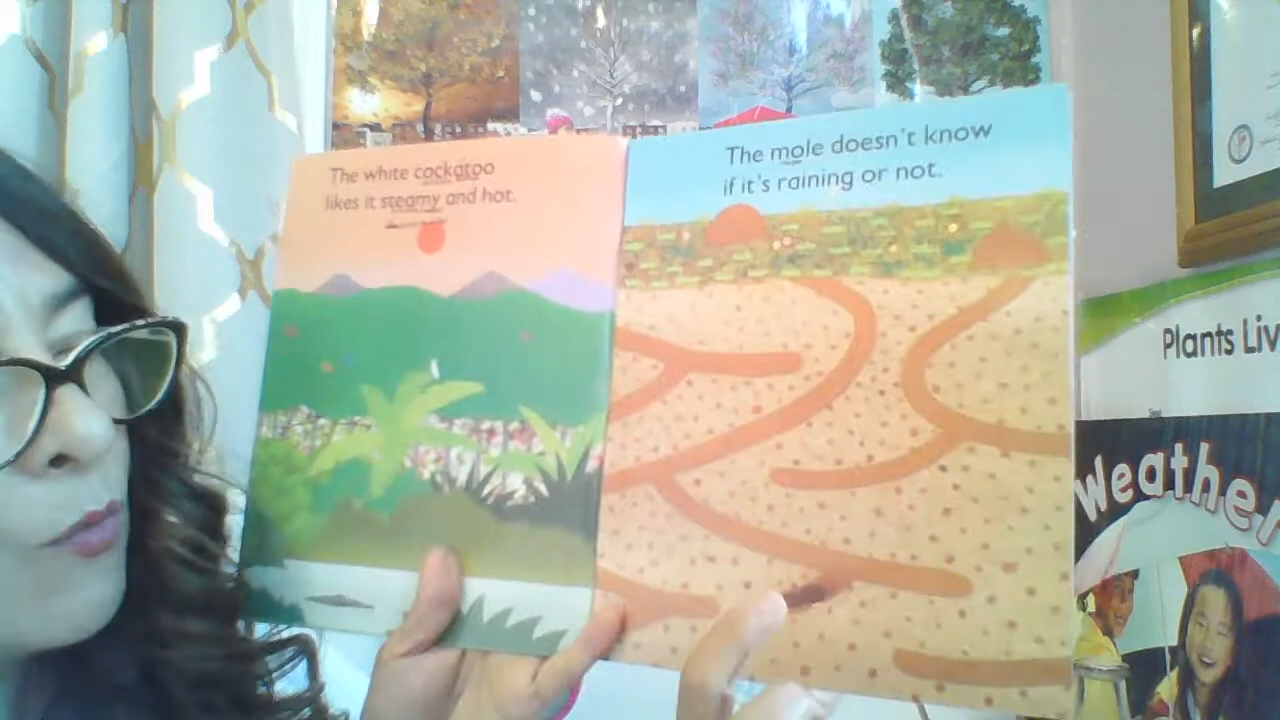 The white cockatoo
likes it steamy and hot.
The mole doesn't know
if it's raining or not.
Plants Liv
Weather